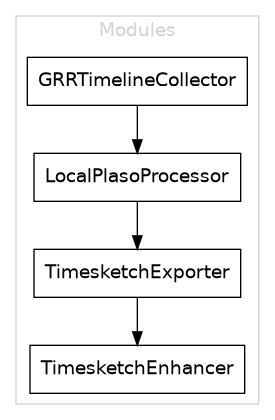 Modules
GRRTimelineCollector
LocalPlasoProcessor
TimesketchExporter
TimesketchEnhancer